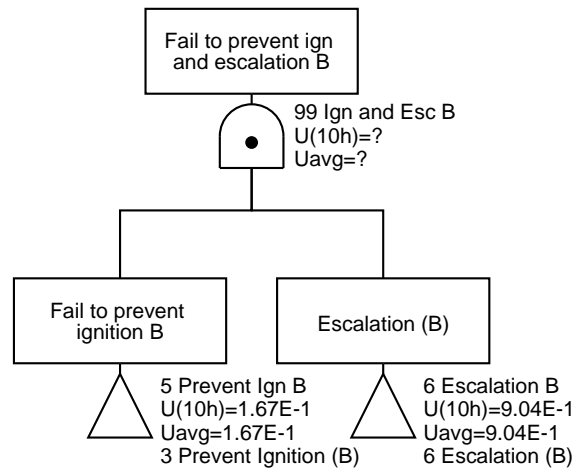 Fail to prevent ign
and escalation B
99 Ign and Esc B
U(10h)=?
Uavg=?
Fail to prevent
ignition B
Escalation (B)
5 Prevent Ign B
U(10h)=1.67E-1
Uavg=1.67E-1
3 Prevent Ignition (B)
6 Escalation B
U(10h)=9.04E-1
Uavg=9.04E-1
6 Escalation (B)